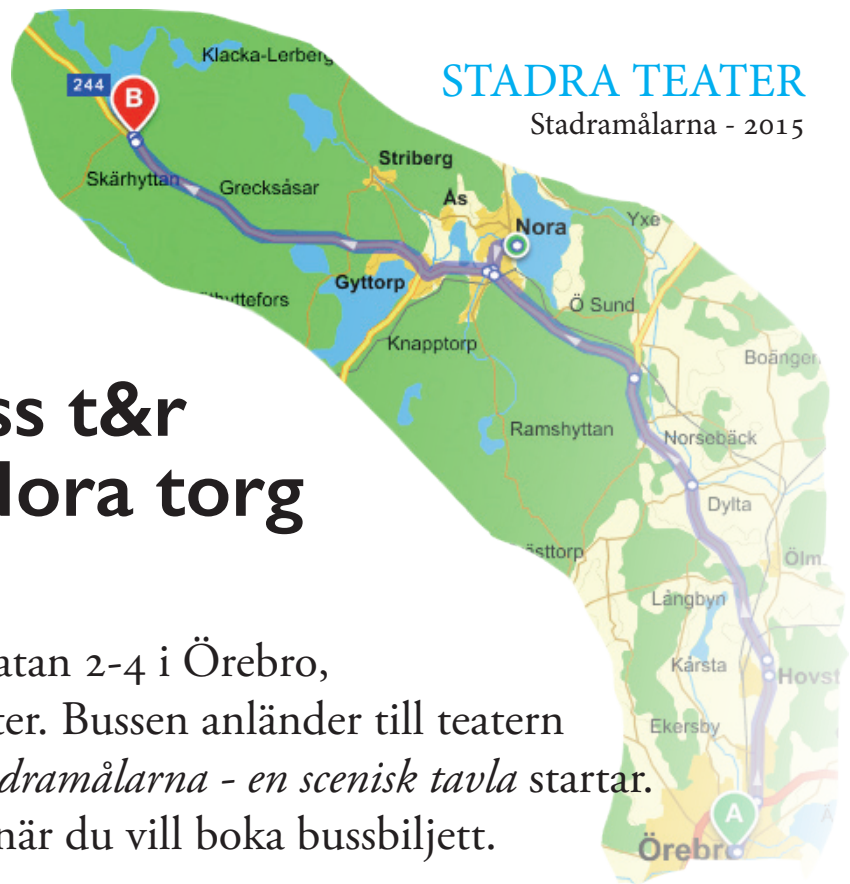 Klacka-Lerberg
STADRA TEATER
Stadramålarna - 2015
244
B
Striberg
Skärhyttan
Grecksåsar
Ås
Nora
Yxe
Gyttorp
Ö Sund
Knapptorp
Boänge
ss t&r
Nora torg
Ramshyttan
Norsebäck
Dylta
Ölm
Långbyn
atan 2-4 i Örebro,
Kårsta
Hovst
ter. Bussen anländer till teatern
Ekersby
dramålarna - en scenisk tavla startar.
A
när du vill boka bussbiljett.
Örebro